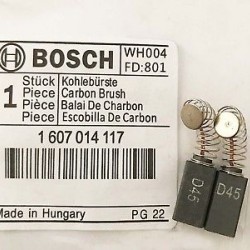 BOSCH
WH004
FD:801
1
Stück Kohlebürste
Piece Carbon Brush
Pièce Balai De Charbon
Pieza Escobilla De Carbon
1 607 014 117
Made in Hungary
PG 22
D45
D45